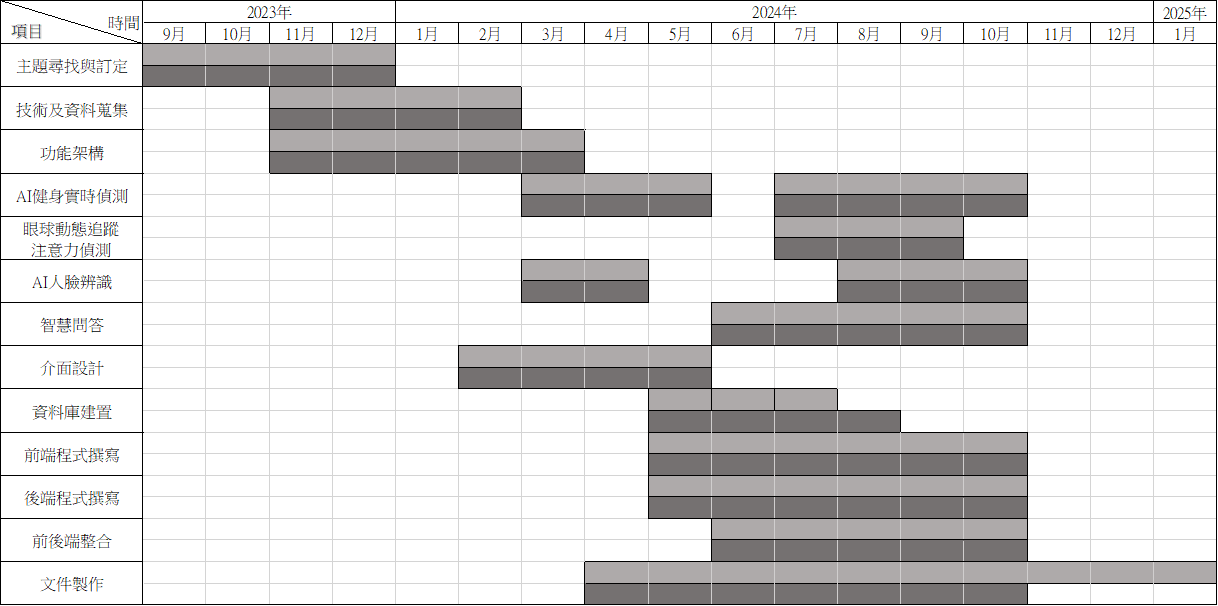 2023年
2024年
2025年
時間
項目
9月 10月 11月 12月 1月 2月 3月 4月 5月 6月 7月 8月 9月 10月 11月 12月 1月
主題尋找與訂定
技術及資料蒐集
功能架構
AI健身實時偵測
眼球動態追蹤
注意力偵測
AI人臉辨識
智慧問答
介面設計
資料庫建置
前端程式撰寫
後端程式撰寫
前後端整合
文件製作